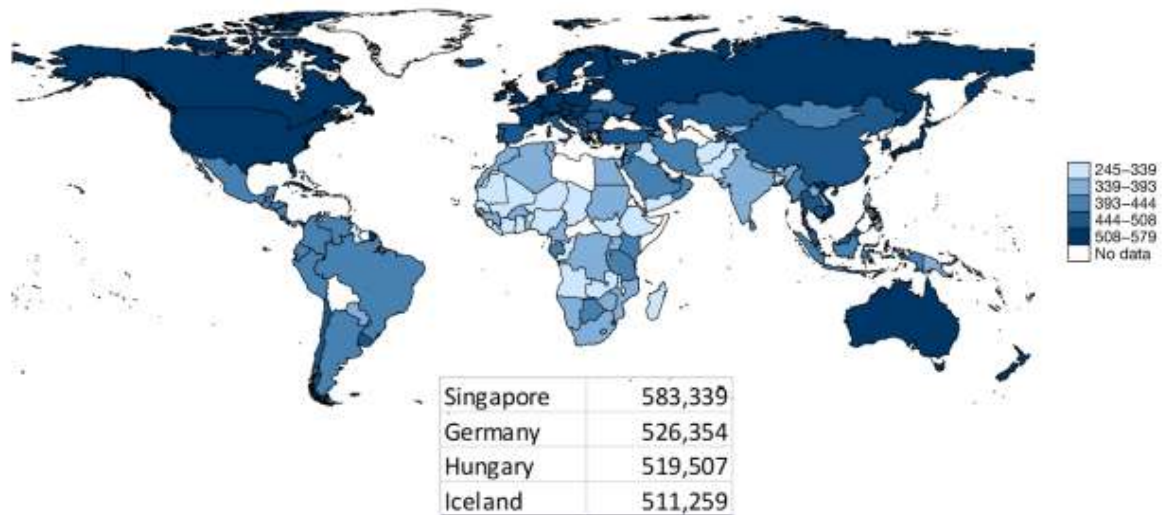 245–339
339–393
393–444
444–508
508–579
No data
Singapore 583,339
Germany 526,354
Hungary 519,507
Iceland 511,259